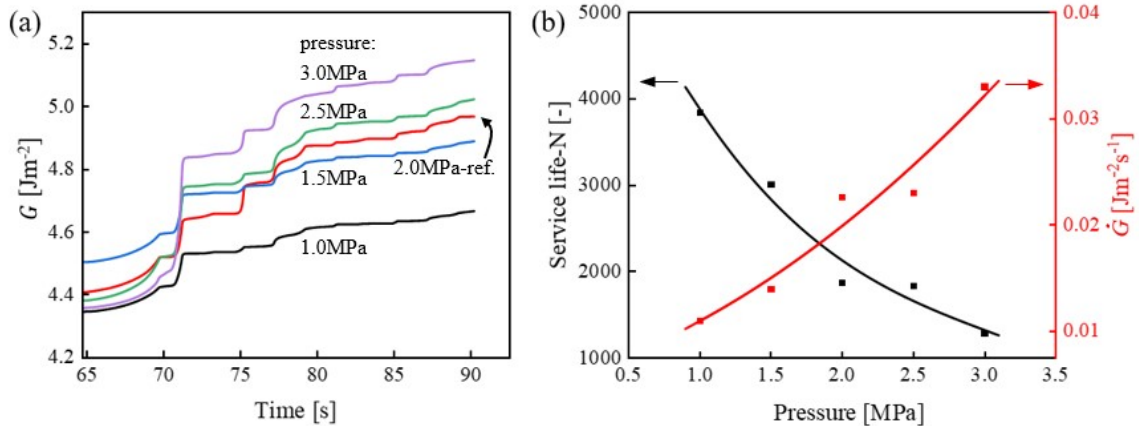 (a)
5.2
5.0
4.8
4.6
4.4
4.2
G [Jm⁻²]
pressure:
3.0MPa
2.5MPa
2.0MPa-ref.
1.5MPa
1.0MPa
65 70 75 80 85 90
Time [s]
(b)
5000
4000
3000
2000
1000
Service life-N [-]
0.04
0.03
0.02
0.01
Ġ [Jm⁻²s⁻¹]
0.5 1.0 1.5 2.0 2.5 3.0 3.5
Pressure [MPa]